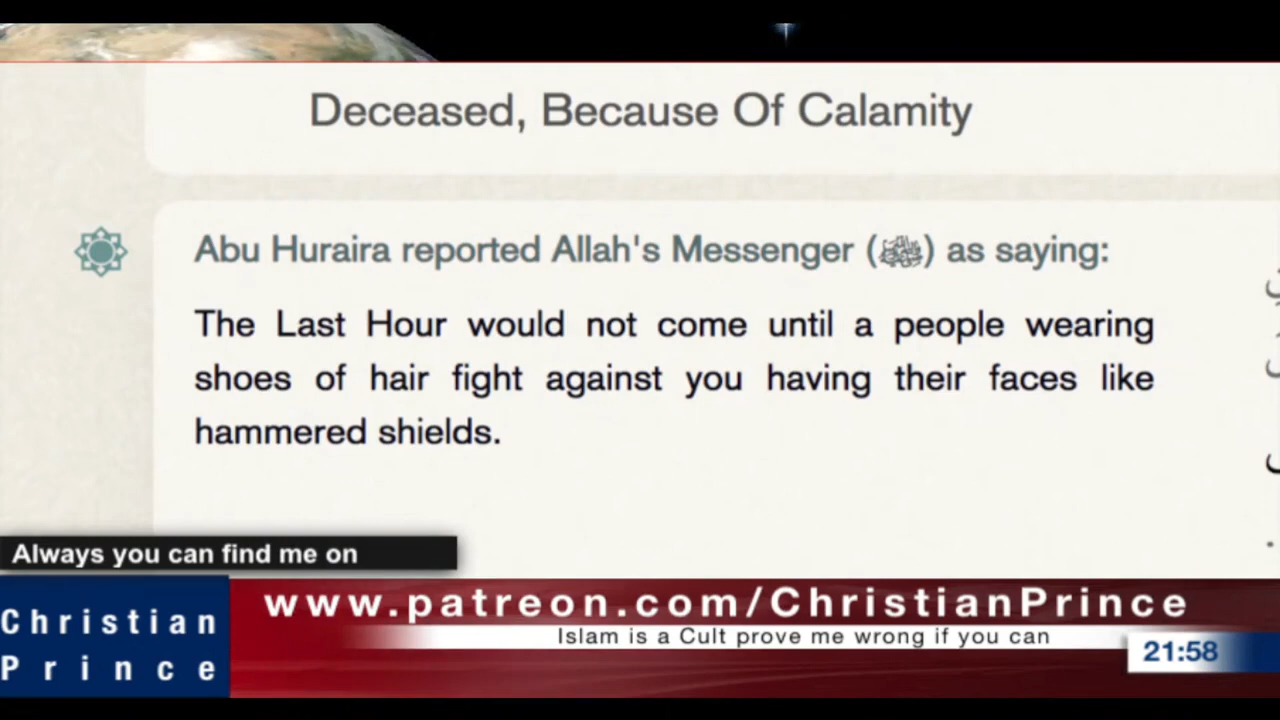 Deceased, Because Of Calamity
Abu Huraira reported Allah's Messenger (ﷺ) as saying:
The Last Hour would not come until a people wearing
shoes of hair fight against you having their faces like
hammered shields.
Always you can find me on
Christian
Prince
www.patreon.com/ChristianPrince
Islam is a Cult prove me wrong if you can
21:58